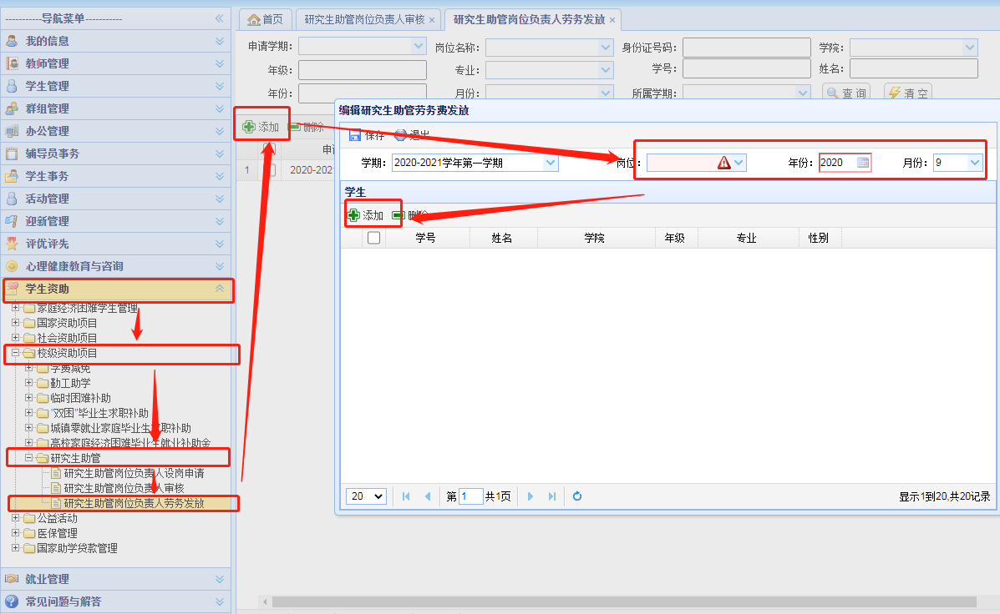 -----------导航菜单-----------
我的信息
教师管理
学生管理
群组管理
办公管理
辅导员事务
学生事务
活动管理
迎新管理
评优评先
心理健康教育与咨询
学生资助
家庭经济困难学生管理
国家资助项目
社会资助项目
校级资助项目
学费减免
勤工助学
临时困难补助
"双困"毕业生求职补助
城镇零就业家庭毕业生求职补助
高校家庭经济困难毕业生就业补助金
研究生助管
研究生助管岗位负责人设岗申请
研究生助管岗位负责人审核
研究生助管岗位负责人劳务发放
公益活动
医保管理
国家助学贷款管理
就业管理
常见问题与解答
首页 研究生助管岗位负责人审核 × 研究生助管岗位负责人劳务发放 ×
申请学期: 岗位名称: 身份证号码: 学院:
年级: 专业: 学号: 姓名:
年份: 月份: 所属学期: 查 询 清 空
添加 删除
申请
1 2020-2021
编辑研究生助管劳务费发放
保存 退出
学期: 2020-2021学年第一学期 岗位: 年份: 2020 月份: 9
学生
添加 删除
学号 姓名 学院 年级 专业 性别
20 第 1 共1页 显示1到20,共20记录